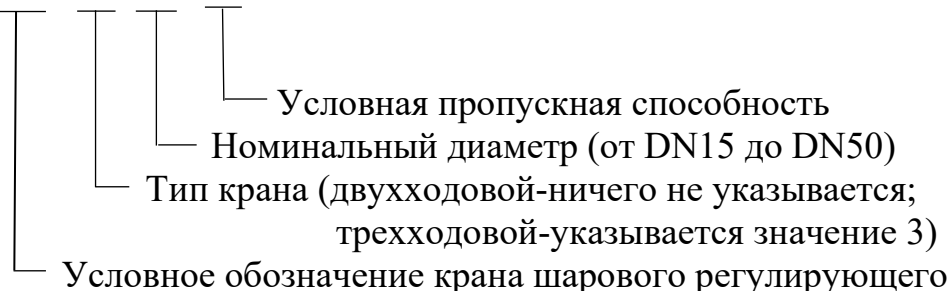 Условная пропускная способность
Номинальный диаметр (от DN15 до DN50)
Тип крана (двухходовой-ничего не указывается;
трехходовой-указывается значение 3)
Условное обозначение крана шарового регулирующего